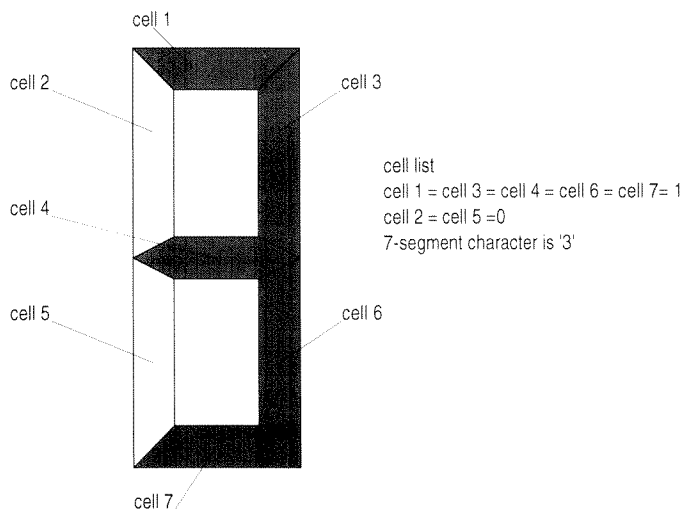 cell 1
cell 2
cell 3
cell list
cell 1 = cell 3 = cell 4 = cell 6 = cell 7= 1
cell 4
cell 2 = cell 5 =0
7-segment character is '3'
cell 5
cell 6
cell 7